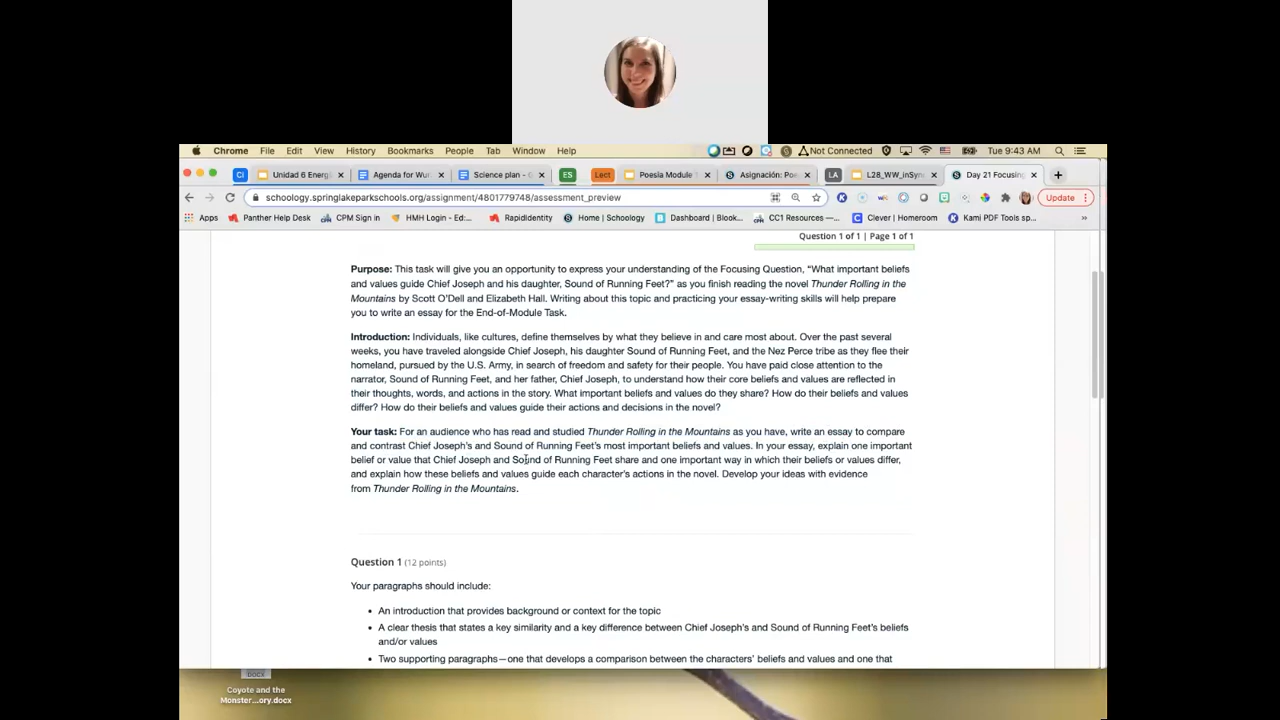 Chrome File Edit View History Bookmarks People Tab Window Help Not Connected Tue 9:43 AM
CI Unidad 6 Energi Agenda for Wur Science plan - ES Lect Poesía Module Asignación: Poe LA L28_WW_inSync Day 21 Focusing
schoology.springlakeparkschools.org/assignment/4801779748/assessment_preview Update
Apps Panther Help Desk CPM Sign in HMH Login - Ed:... RapidIdentity Home | Schoology Dashboard | Blook... CC1 Resources —... Clever | Homeroom Kami PDF Tools sp... »
Question 1 of 1 | Page 1 of 1
Purpose: This task will give you an opportunity to express your understanding of the Focusing Question, “What important beliefs
and values guide Chief Joseph and his daughter, Sound of Running Feet?” as you finish reading the novel Thunder Rolling in the
Mountains by Scott O’Dell and Elizabeth Hall. Writing about this topic and practicing your essay-writing skills will help prepare
you to write an essay for the End-of-Module Task.
Introduction: Individuals, like cultures, define themselves by what they believe in and care most about. Over the past several
weeks, you have traveled alongside Chief Joseph, his daughter Sound of Running Feet, and the Nez Perce tribe as they flee their
homeland, pursued by the U.S. Army, in search of freedom and safety for their people. You have paid close attention to the
narrator, Sound of Running Feet, and her father, Chief Joseph, to understand how their core beliefs and values are reflected in
their thoughts, words, and actions in the story. What important beliefs and values do they share? How do their beliefs and values
differ? How do their beliefs and values guide their actions and decisions in the novel?
Your task: For an audience who has read and studied Thunder Rolling in the Mountains as you have, write an essay to compare
and contrast Chief Joseph’s and Sound of Running Feet’s most important beliefs and values. In your essay, explain one important
belief or value that Chief Joseph and Sound of Running Feet share and one important way in which their beliefs or values differ,
and explain how these beliefs and values guide each character’s actions in the novel. Develop your ideas with evidence
from Thunder Rolling in the Mountains.
Question 1 (12 points)
Your paragraphs should include:
• An introduction that provides background or context for the topic
• A clear thesis that states a key similarity and a key difference between Chief Joseph’s and Sound of Running Feet’s beliefs
and/or values
• Two supporting paragraphs—one that develops a comparison between the characters’ beliefs and values and one that
DOCX
Coyote and the
Monster...ory.docx